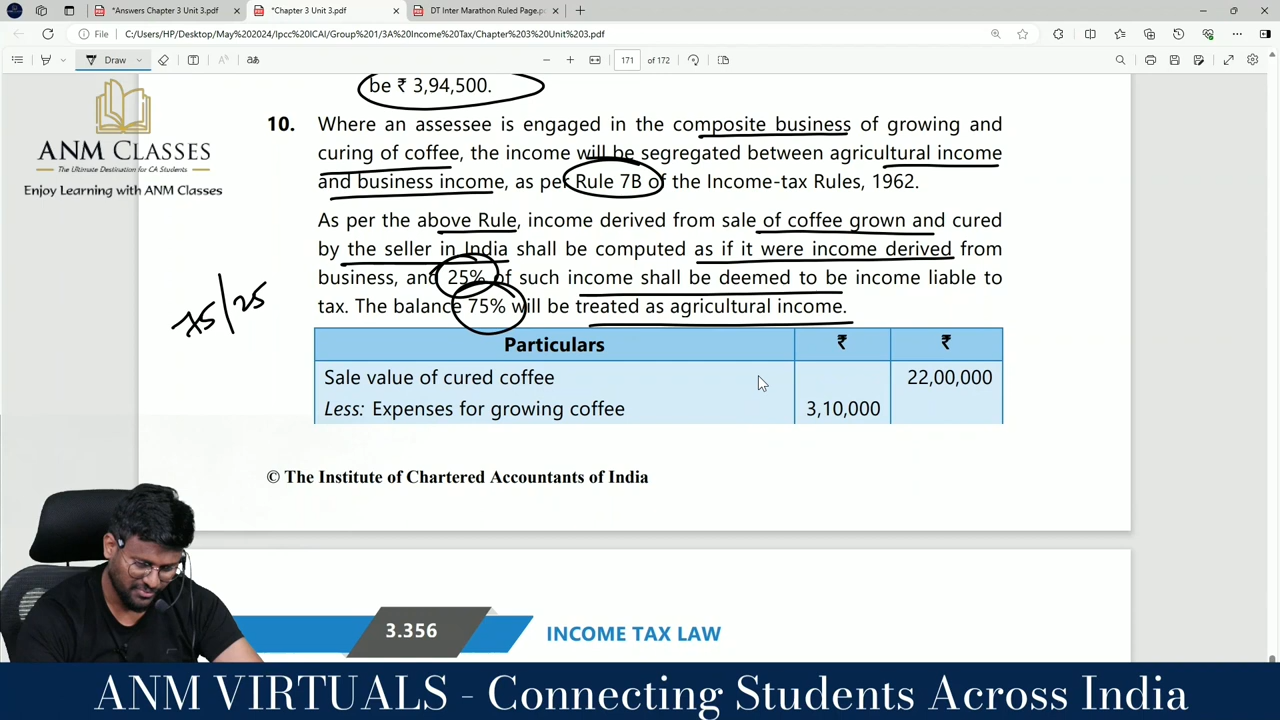 *Answers Chapter 3 Unit 3.pdf
*Chapter 3 Unit 3.pdf
DT Inter Marathon Ruled Page.p
File
C:/Users/HP/Desktop/May%202024/Ipcc%20ICAI/Group%201/3A%20Income%20Tax/Chapter%203%20Unit%203.pdf
Draw
171 of 172
ANM CLASSES
The Ultimate Destination for CA Students
Enjoy Learning with ANM Classes
be ₹ 3,94,500.
10. Where an assessee is engaged in the composite business of growing and
curing of coffee, the income will be segregated between agricultural income
and business income, as per Rule 7B of the Income-tax Rules, 1962.
As per the above Rule, income derived from sale of coffee grown and cured
by the seller in India shall be computed as if it were income derived from
business, and 25% of such income shall be deemed to be income liable to
tax. The balance 75% will be treated as agricultural income.
75/25
Particulars ₹ ₹
Sale value of cured coffee 22,00,000
Less: Expenses for growing coffee 3,10,000
© The Institute of Chartered Accountants of India
3.356 INCOME TAX LAW
ANM VIRTUALS - Connecting Students Across India